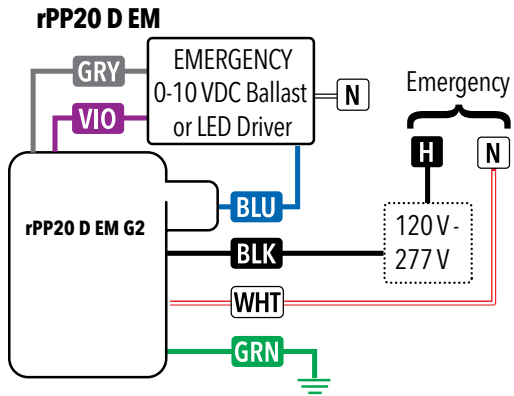 rPP20 D EM
GRY
VIO
EMERGENCY
0-10 VDC Ballast
or LED Driver
N
Emergency
H
N
rPP20 D EM G2
BLU
120 V -
277 V
BLK
WHT
GRN